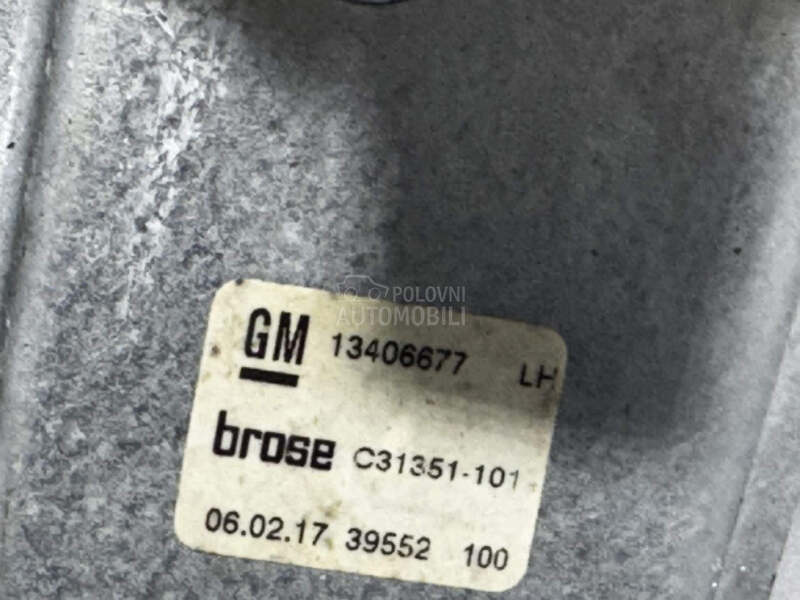 POLOVNI
AUTOMOBILI
GM 13406677 LH
brose C31351-101
06.02.17 39552 100